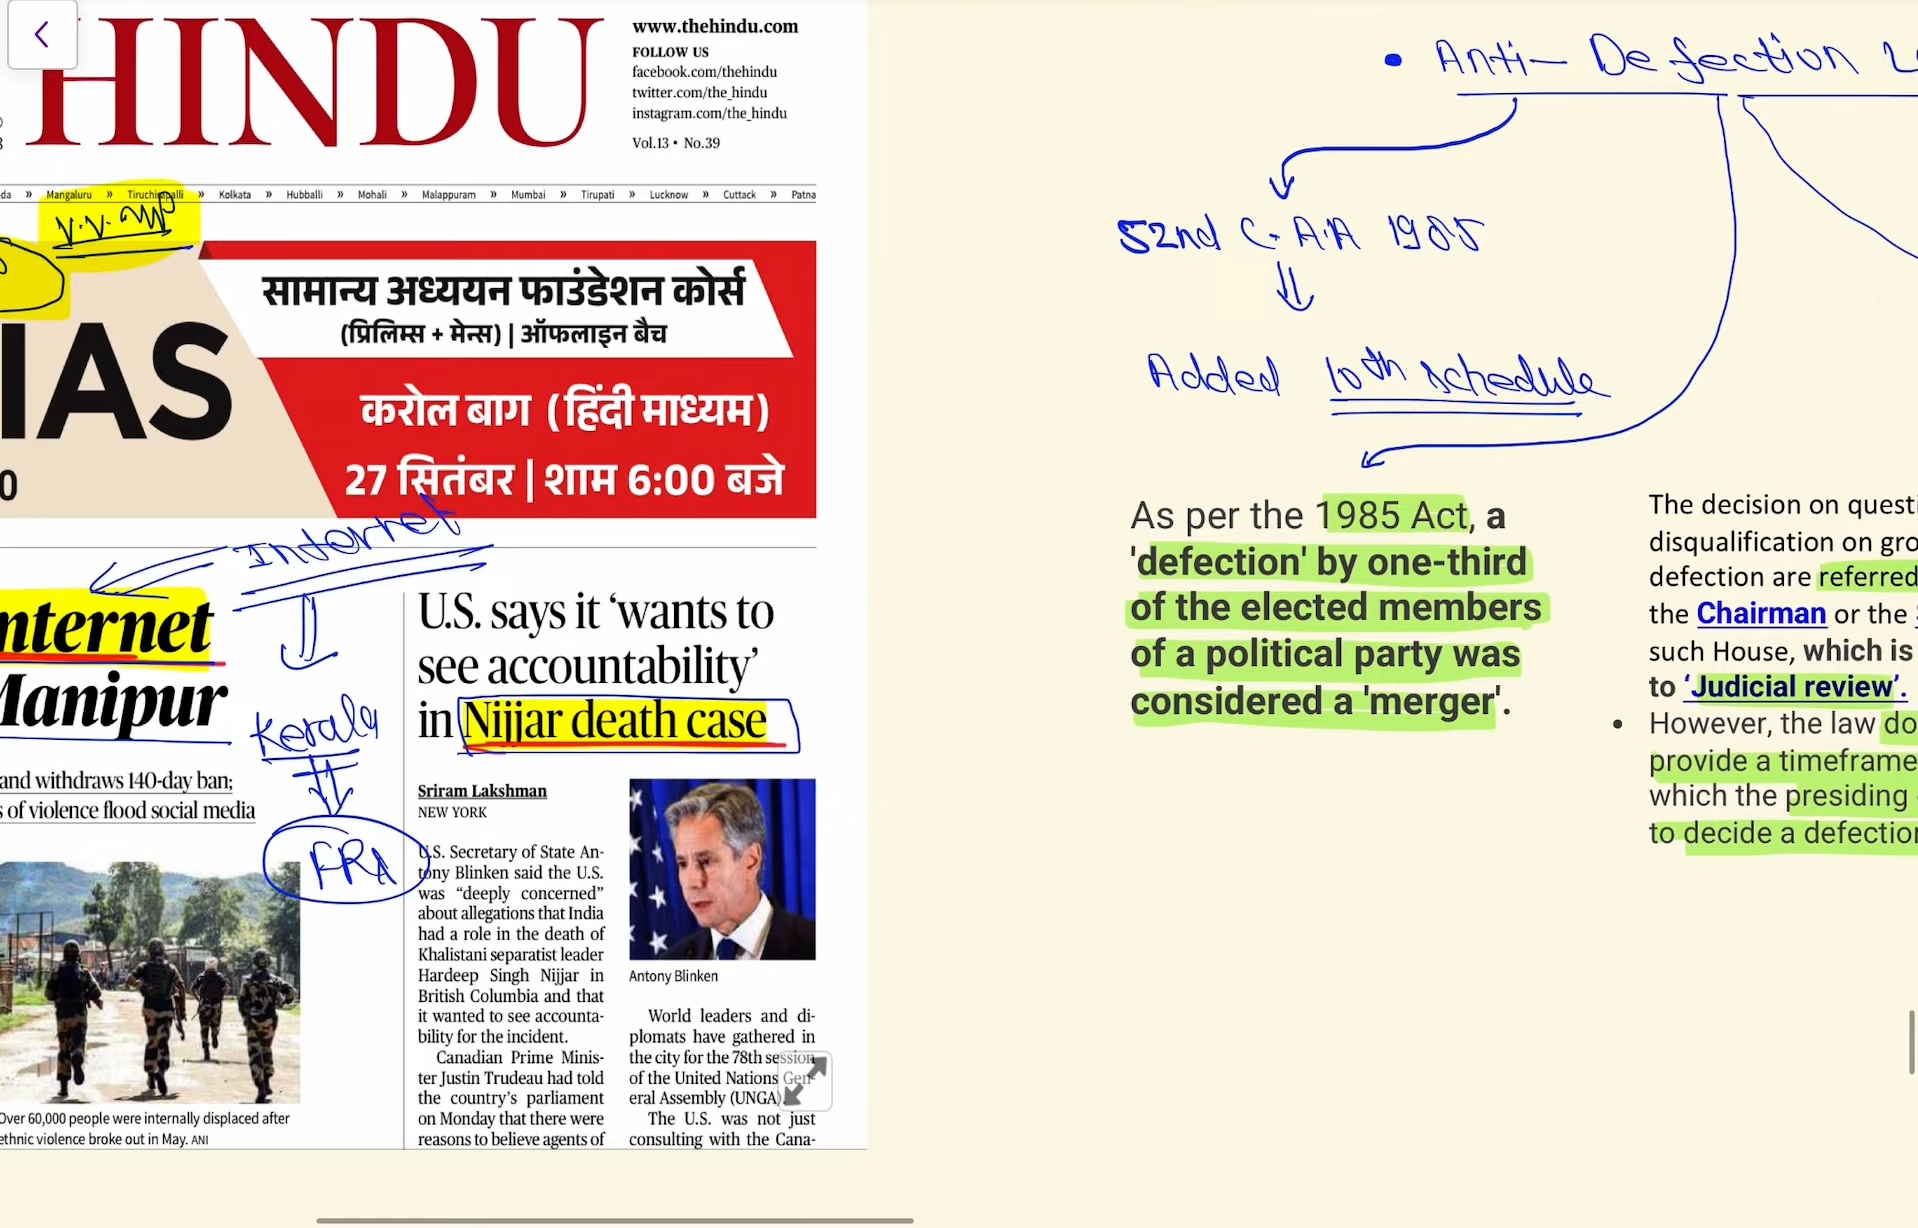 HINDU
www.thehindu.com
FOLLOW US
facebook.com/thehindu
twitter.com/the_hindu
instagram.com/the_hindu
Vol.13 • No.39
da » Mangaluru » Tiruchirapalli » Kolkata » Hubballi » Mohali » Malappuram » Mumbai » Tirupati » Lucknow » Cuttack » Patna
V.V.
IAS
0
सामान्य अध्ययन फाउंडेशन कोर्स
(प्रिलिम्स + मेन्स) | ऑफलाइन बैच
करोल बाग (हिंदी माध्यम)
27 सितंबर | शाम 6:00 बजे
Internet
nternet
Manipur
Kerala
FRA
and withdraws 140-day ban;
s of violence flood social media
Over 60,000 people were internally displaced after
ethnic violence broke out in May. ANI
U.S. says it ‘wants to
see accountability’
in Nijjar death case
Sriram Lakshman
NEW YORK
U.S. Secretary of State An-
tony Blinken said the U.S.
was “deeply concerned”
about allegations that India
had a role in the death of
Khalistani separatist leader
Hardeep Singh Nijjar in
British Columbia and that
it wanted to see accounta-
bility for the incident.
Canadian Prime Minis-
ter Justin Trudeau had told
the country’s parliament
on Monday that there were
reasons to believe agents of
Antony Blinken
World leaders and di-
plomats have gathered in
the city for the 78th session
of the United Nations Gen-
eral Assembly (UNGA).
The U.S. was not just
consulting with the Cana-
• Anti-Defection L
52nd C.A.A 1985
Added 10th schedule
As per the 1985 Act, a
'defection' by one-third
of the elected members
of a political party was
considered a 'merger'.
The decision on questi
disqualification on gro
defection are referred
the Chairman or the S
such House, which is
to ‘Judicial review’.
• However, the law do
provide a timeframe
which the presiding
to decide a defection